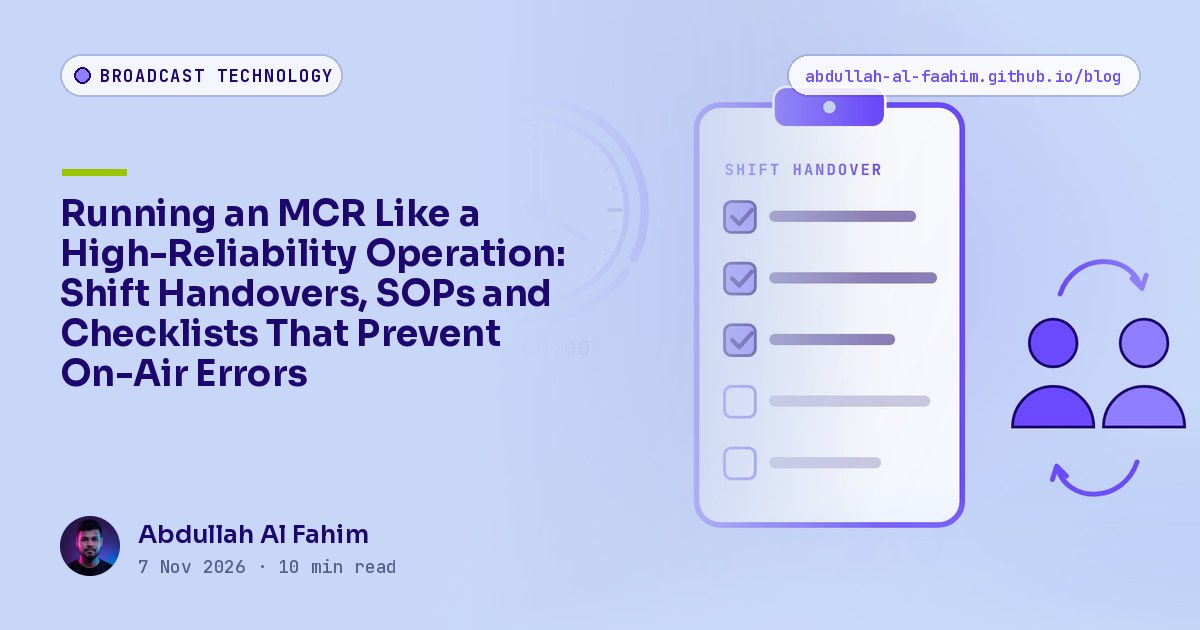 BROADCAST TECHNOLOGY
abdullah-al-faahim.github.io/blog
Running an MCR Like a
High-Reliability Operation:
Shift Handovers, SOPs and
Checklists That Prevent
On-Air Errors
SHIFT HANDOVER
Abdullah Al Fahim
7 Nov 2026 · 10 min read